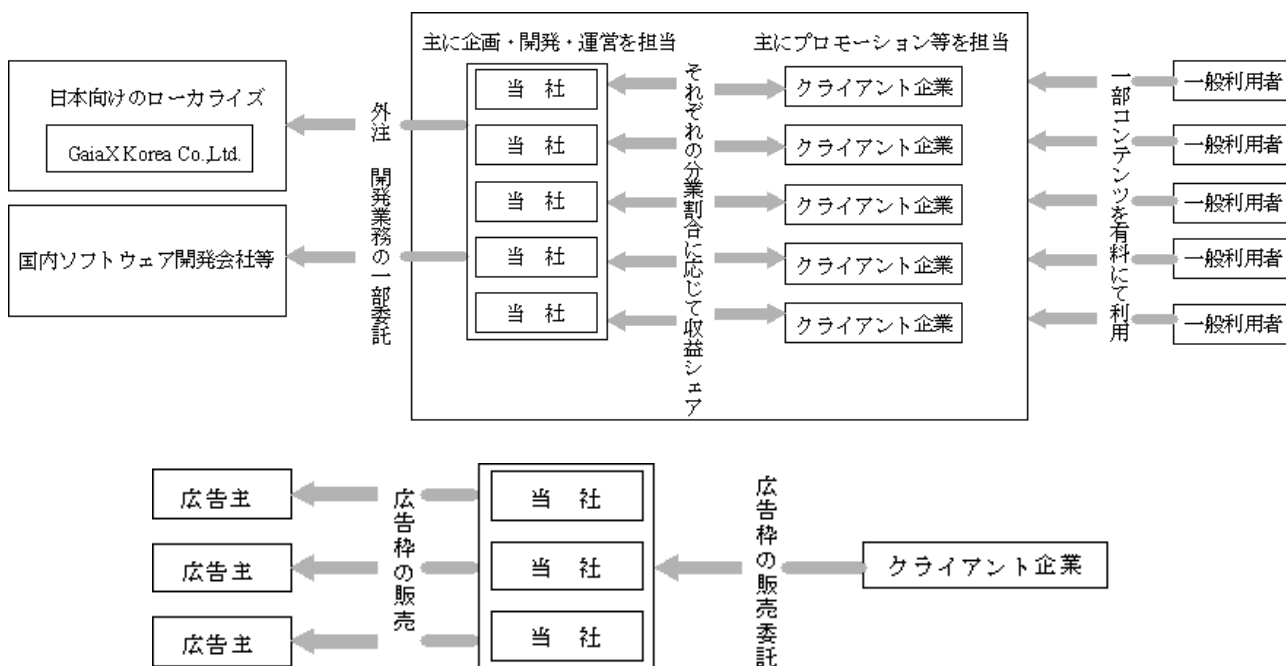 主に企画・開発・運営を担当
主にプロモーション等を担当
日本向けのローカライズ
GaiaX Korea Co.,Ltd.
国内ソフトウェア開発会社等
外注 開発業務の一部委託
当 社
当 社
当 社
当 社
当 社
それぞれの分業割合に応じて収益シェア
クライアント企業
クライアント企業
クライアント企業
クライアント企業
クライアント企業
一部コンテンツを有料にて利用
一般利用者
一般利用者
一般利用者
一般利用者
一般利用者
広告主
広告主
広告主
広告枠の販売
当 社
当 社
当 社
広告枠の販売委託
クライアント企業